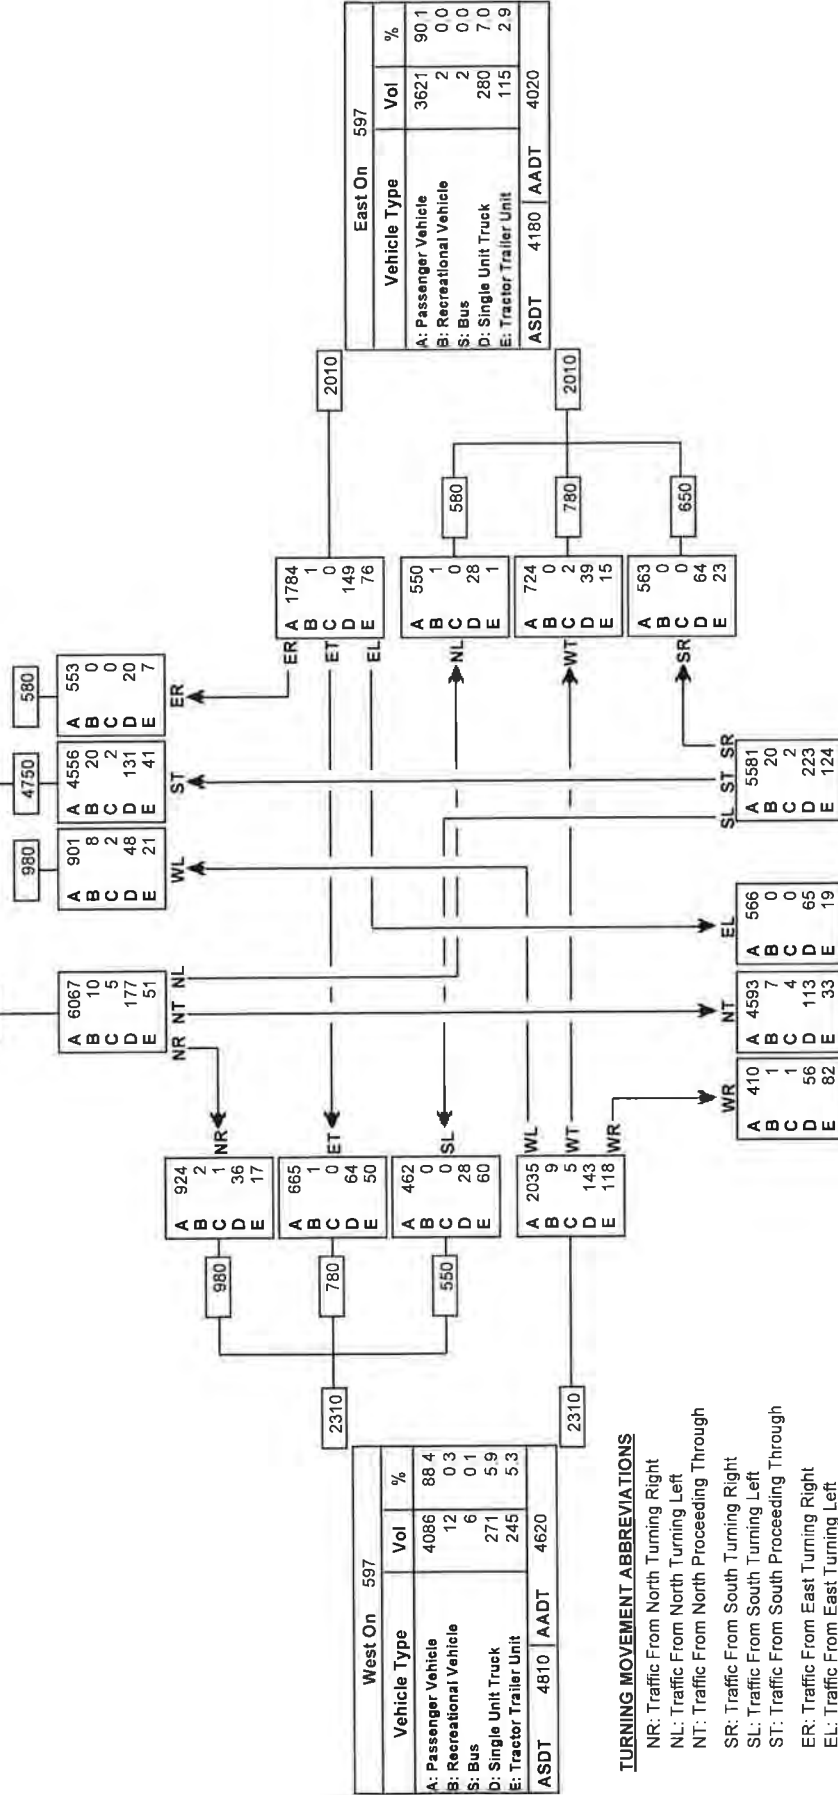 580
4750
980
A 553
B 0
C 0
D 20
E 7
ER
A 4556
B 20
C 2
D 131
E 41
ST
A 901
B 8
C 2
D 48
E 21
WL
A 6067
B 10
C 5
D 177
E 51
NR NT NL
West On 597
Vehicle Type Vol %
A: Passenger Vehicle 4086 88.4
B: Recreational Vehicle 12 0.3
S: Bus 6 0.1
D: Single Unit Truck 271 5.9
E: Tractor Trailer Unit 245 5.3
ASDT 4810 AADT 4620
2310
2310
980
780
550
A 924
B 2
C 1
D 36
E 17
NR
A 665
B 1
C 0
D 64
E 50
ET
A 462
B 0
C 0
D 28
E 60
SL
A 2035
B 9
C 5
D 143
E 118
WL
WT
WR
ER
ET
EL
A 1784
B 1
C 0
D 149
E 76
2010
NL
A 550
B 1
C 0
D 28
E 1
580
WT
A 724
B 0
C 2
D 39
E 15
780
SR
A 563
B 0
C 0
D 64
E 23
650
2010
East On 597
Vehicle Type Vol %
A: Passenger Vehicle 3621 90.1
B: Recreational Vehicle 2 0.0
S: Bus 2 0.0
D: Single Unit Truck 280 7.0
E: Tractor Trailer Unit 115 2.9
ASDT 4180 AADT 4020
WR
A 410
B 1
C 1
D 56
E 82
NT
A 4593
B 7
C 4
D 113
E 33
EL
A 566
B 0
C 0
D 65
E 19
SL ST SR
A 5581
B 20
C 2
D 223
E 124
TURNING MOVEMENT ABBREVIATIONS
NR: Traffic From North Turning Right
NL: Traffic From North Turning Left
NT: Traffic From North Proceeding Through
SR: Traffic From South Turning Right
SL: Traffic From South Turning Left
ST: Traffic From South Proceeding Through
ER: Traffic From East Turning Right
EL: Traffic From East Turning Left